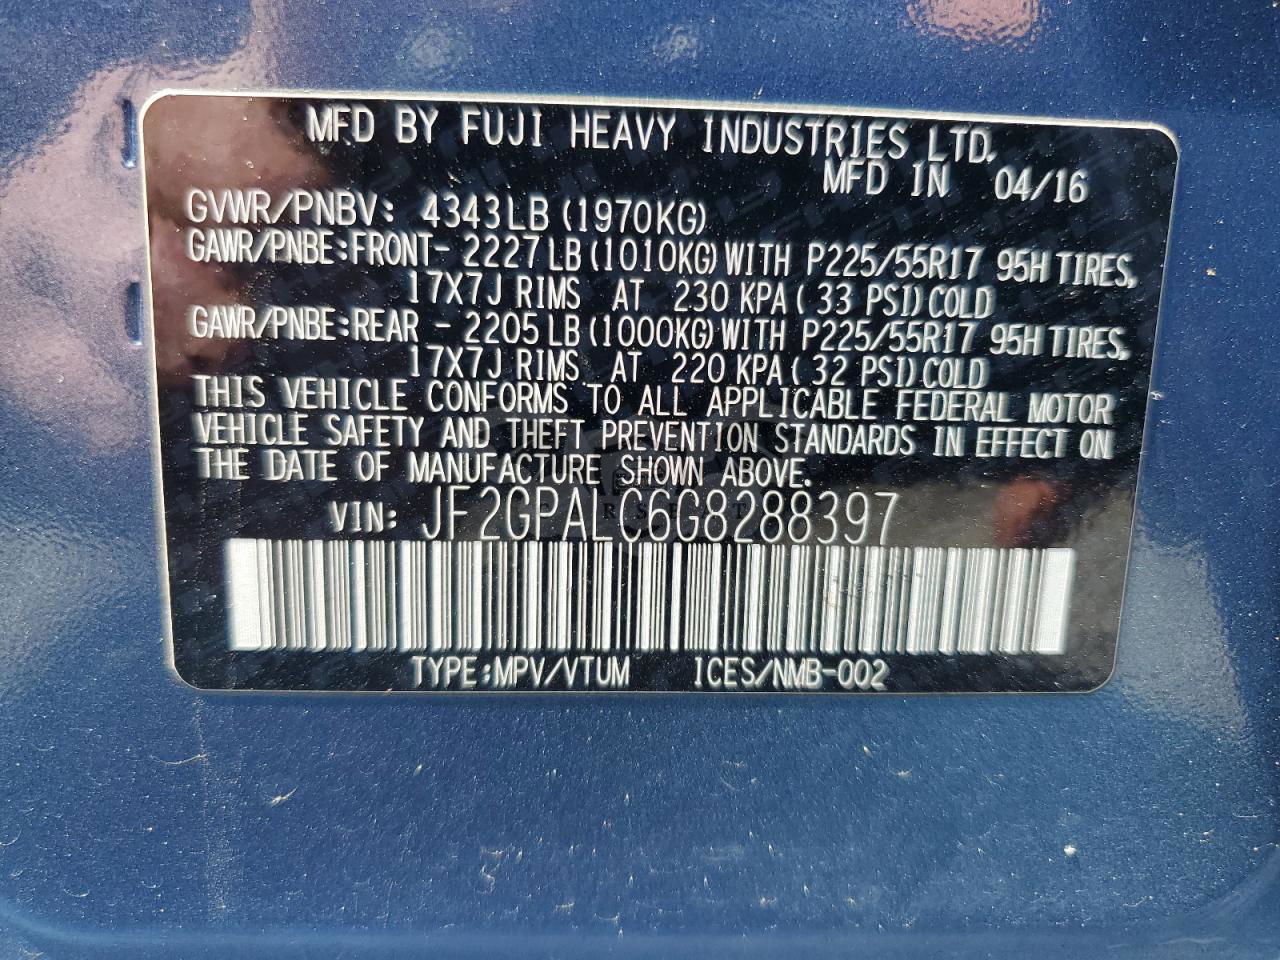 MFD BY FUJI HEAVY INDUSTRIES LTD.
MFD IN 04/16
GVWR/PNBV: 4343LB (1970KG)
GAWR/PNBE:FRONT- 2227LB (1010KG) WITH P225/55R17 95H TIRES,
17X7J RIMS AT 230 KPA ( 33 PSI) COLD
GAWR/PNBE:REAR - 2205LB (1000KG) WITH P225/55R17 95H TIRES,
17X7J RIMS AT 220 KPA ( 32 PSI) COLD
THIS VEHICLE CONFORMS TO ALL APPLICABLE FEDERAL MOTOR
VEHICLE SAFETY AND THEFT PREVENTION STANDARDS IN EFFECT ON
THE DATE OF MANUFACTURE SHOWN ABOVE.
VIN: JF2GPALC6G8288397
TYPE:MPV/VTUM ICES/NMB-002